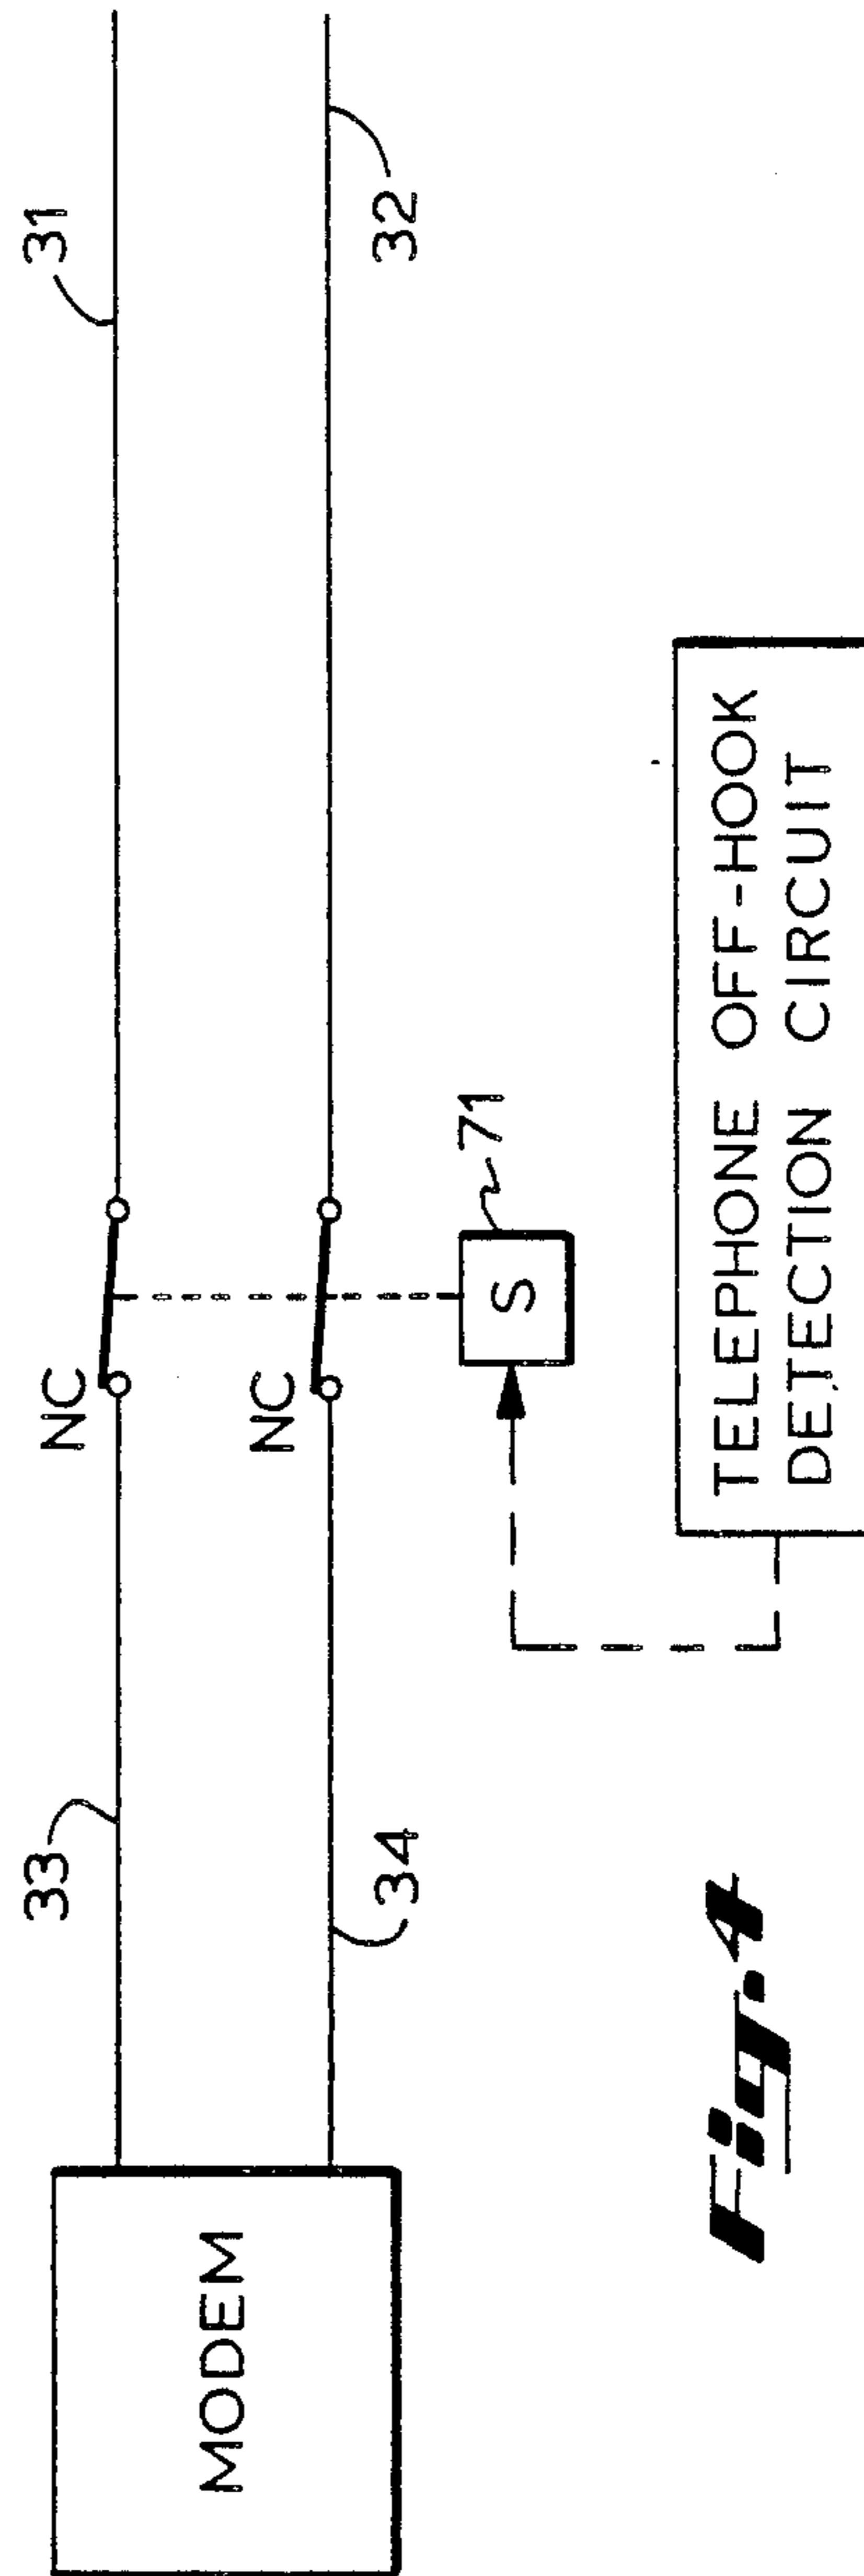 31
32
NC
NC
71
S
33
34
MODEM
TELEPHONE OFF-HOOK
DETECTION CIRCUIT
Fig. 4